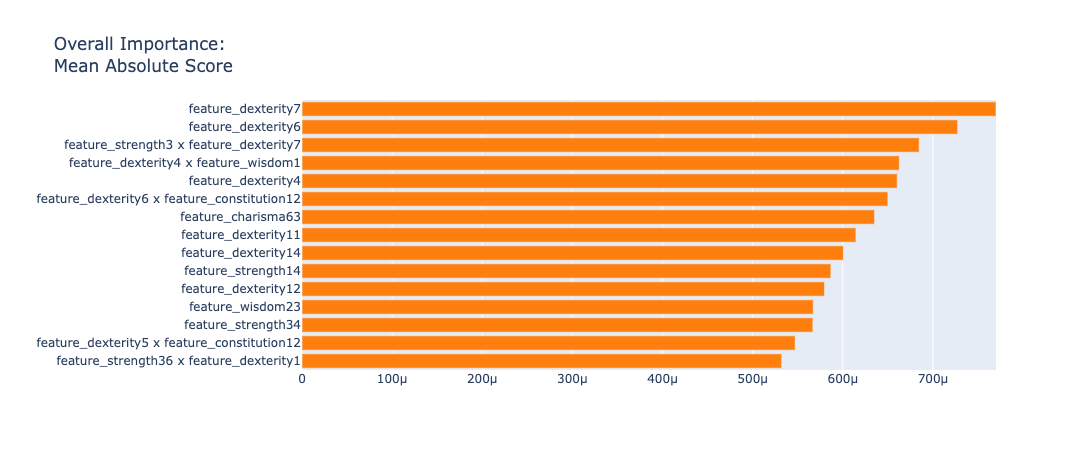 Overall Importance:
Mean Absolute Score
feature_dexterity7
feature_dexterity6
feature_strength3 x feature_dexterity7
feature_dexterity4 x feature_wisdom1
feature_dexterity4
feature_dexterity6 x feature_constitution12
feature_charisma63
feature_dexterity11
feature_dexterity14
feature_strength14
feature_dexterity12
feature_wisdom23
feature_strength34
feature_dexterity5 x feature_constitution12
feature_strength36 x feature_dexterity1
0 100μ 200μ 300μ 400μ 500μ 600μ 700μ